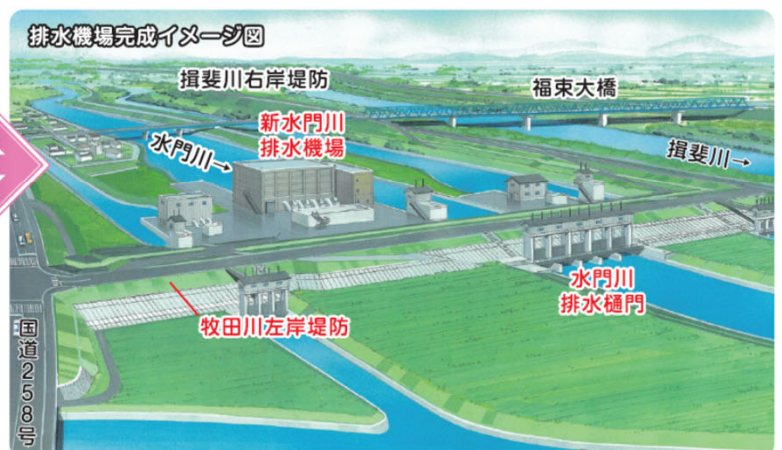 排水機場完成イメージ図
揖斐川右岸堤防
福束大橋
新水門川
排水機場
水門川→
揖斐川→
水門川
排水樋門
牧田川左岸堤防
国道258号